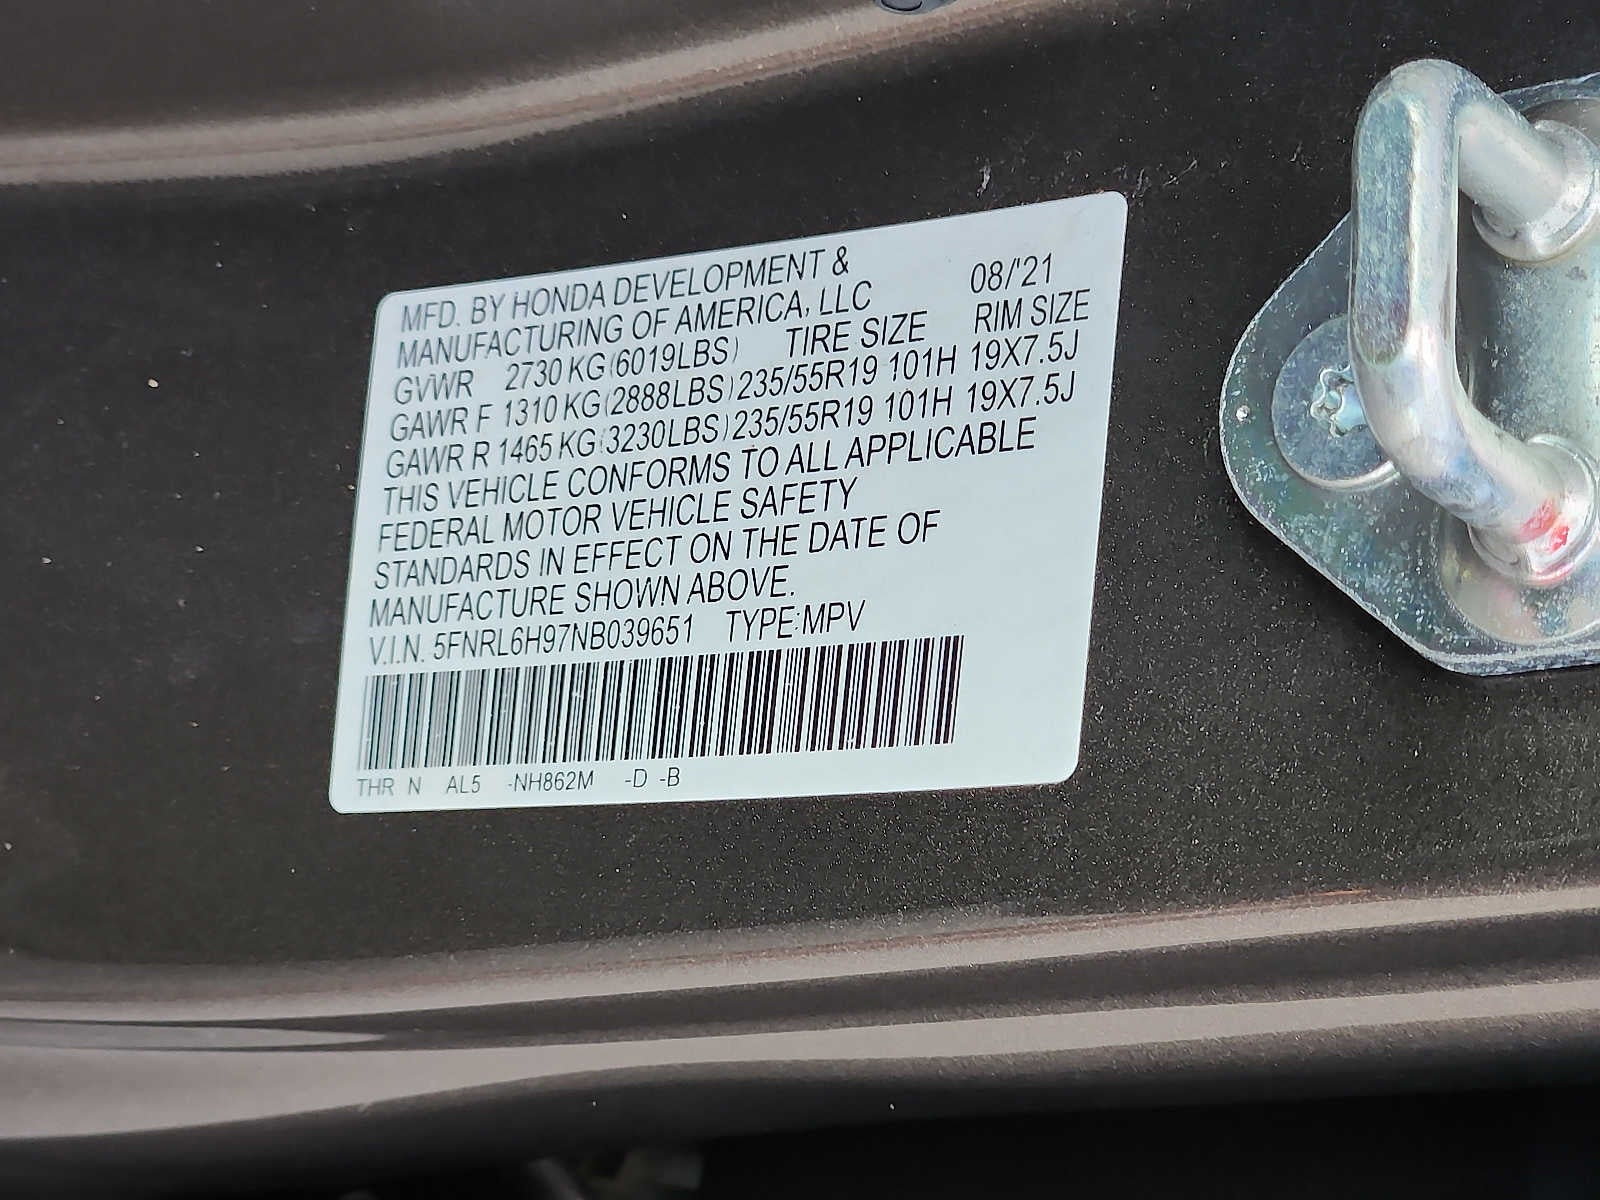 MFD. BY HONDA DEVELOPMENT &
MANUFACTURING OF AMERICA, LLC 08/'21
GVWR 2730 KG(6019LBS) TIRE SIZE RIM SIZE
GAWR F 1310 KG(2888LBS)235/55R19 101H 19X7.5J
GAWR R 1465 KG(3230LBS)235/55R19 101H 19X7.5J
THIS VEHICLE CONFORMS TO ALL APPLICABLE
FEDERAL MOTOR VEHICLE SAFETY
STANDARDS IN EFFECT ON THE DATE OF
MANUFACTURE SHOWN ABOVE.
V.I.N. 5FNRL6H97NB039651 TYPE:MPV
THR N AL5 -NH862M -D -B